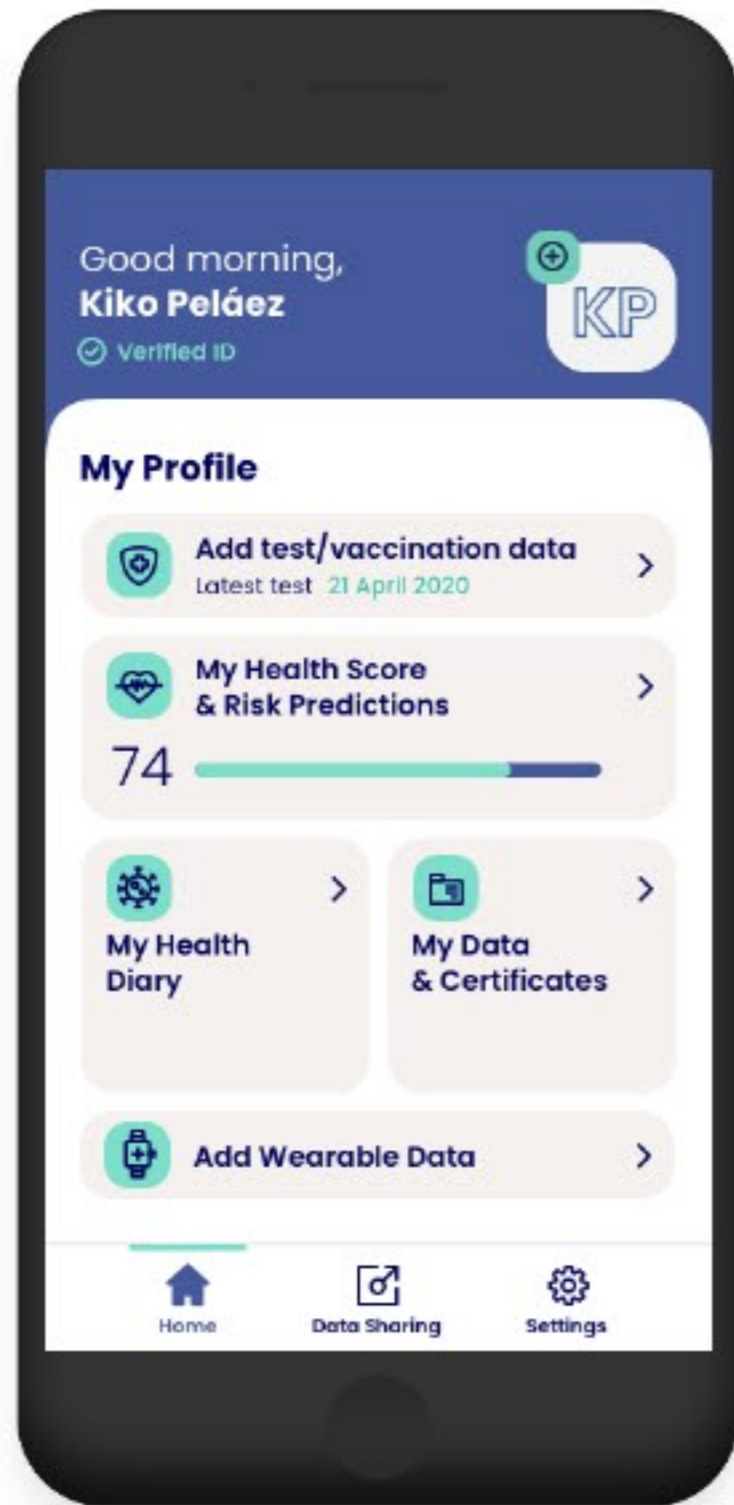 Good morning,
Kiko Peláez
Verified ID
KP
My Profile
Add test/vaccination data
Latest test 21 April 2020
My Health Score
& Risk Predictions
74
My Health
Diary
My Data
& Certificates
Add Wearable Data
Home
Data Sharing
Settings